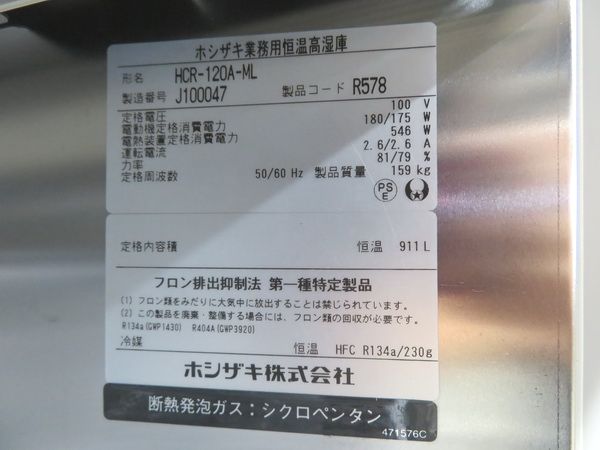 ホシザキ業務用恒温高湿庫
形名 HCR-120A-ML
製造番号 J100047 製品コード R578
定格電圧 100 V
電動機定格消費電力 180/175 W
電熱装置定格消費電力 546 W
運転電流 2.6/2.6 A
力率 81/79 %
定格周波数 50/60 Hz 製品質量 159 kg
PS
E
定格内容積 恒温 911 L
フロン排出抑制法 第一種特定製品
(1) フロン類をみだりに大気中に放出することは禁じられています。
(2) この製品を廃棄・整備する場合には、フロン類の回収が必要です。
R134a(GWP1430) R404A(GWP3920)
冷媒 恒温 HFC R134a/230g
ホシザキ株式会社
断熱発泡ガス:シクロペンタン
471576C